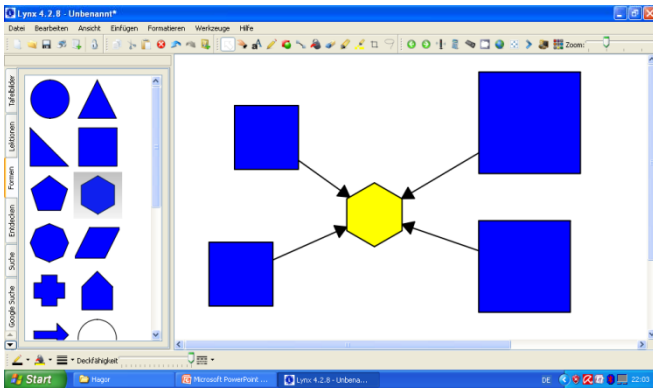 Lynx 4.2.8 - Unbenannt*
Datei Bearbeiten Ansicht Einfügen Formatieren Werkzeuge Hilfe
Zoom:
Tafelbilder
Lektionen
Formen
Entdecken
Suche
Google Suche
Deckfähigkeit
Start Hagor Microsoft PowerPoint ... Lynx 4.2.8 - Unbena... DE 22:03